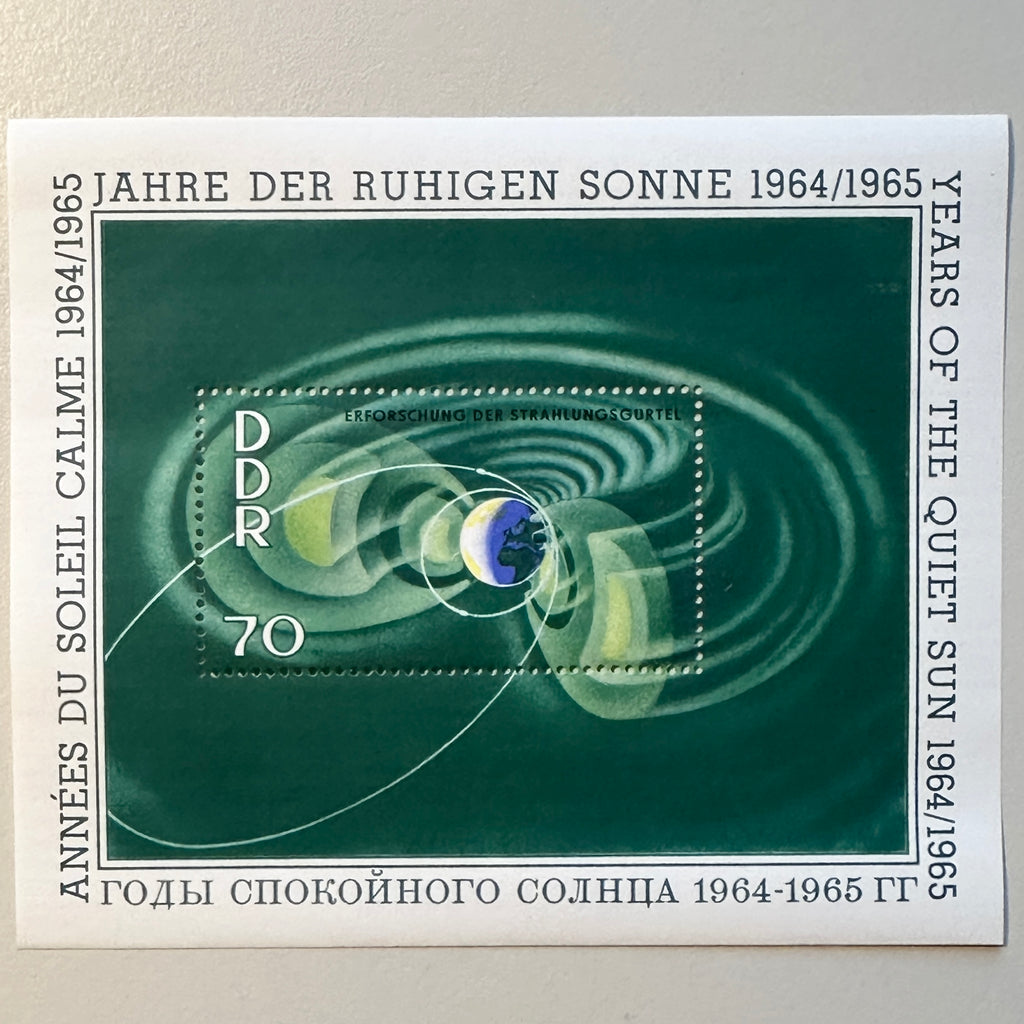 JAHRE DER RUHIGEN SONNE 1964/1965
ANNÉES DU SOLEIL CALME 1964/1965
YEARS OF THE QUIET SUN 1964/1965
ERFORSCHUNG DER STRAHLUNGSGÜRTEL
D
D
R
70
ГОДЫ СПОКОЙНОГО СОЛНЦА 1964-1965 ГГ